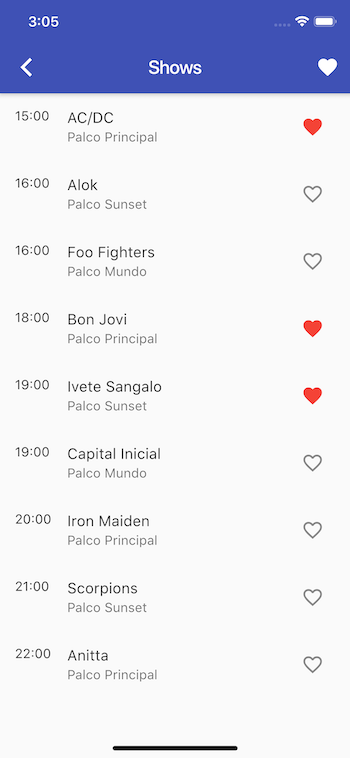 3:05
Shows
15:00 AC/DC
Palco Principal
16:00 Alok
Palco Sunset
16:00 Foo Fighters
Palco Mundo
18:00 Bon Jovi
Palco Principal
19:00 Ivete Sangalo
Palco Sunset
19:00 Capital Inicial
Palco Mundo
20:00 Iron Maiden
Palco Principal
21:00 Scorpions
Palco Sunset
22:00 Anitta
Palco Principal